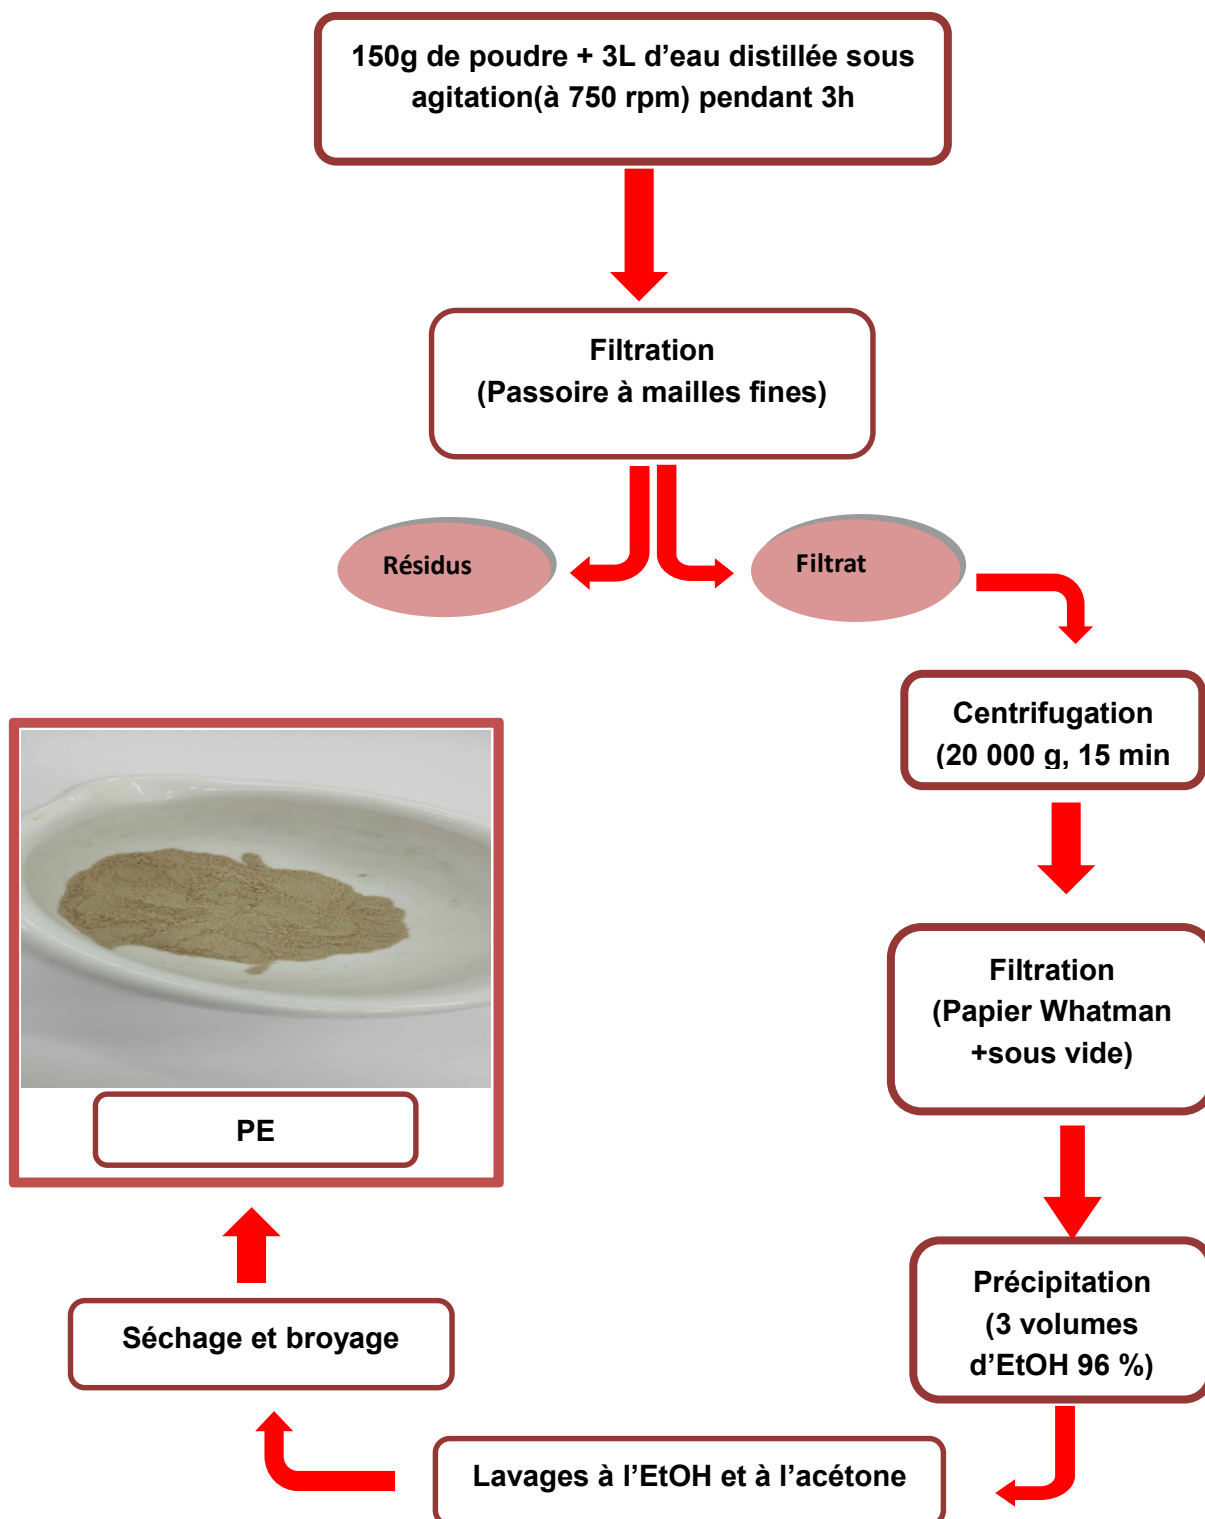 150g de poudre + 3L d’eau distillée sous
agitation(à 750 rpm) pendant 3h
Filtration
(Passoire à mailles fines)
Résidus
Filtrat
Centrifugation
(20 000 g, 15 min
Filtration
(Papier Whatman
+sous vide)
Précipitation
(3 volumes
d’EtOH 96 %)
Lavages à l’EtOH et à l’acétone
Séchage et broyage
PE